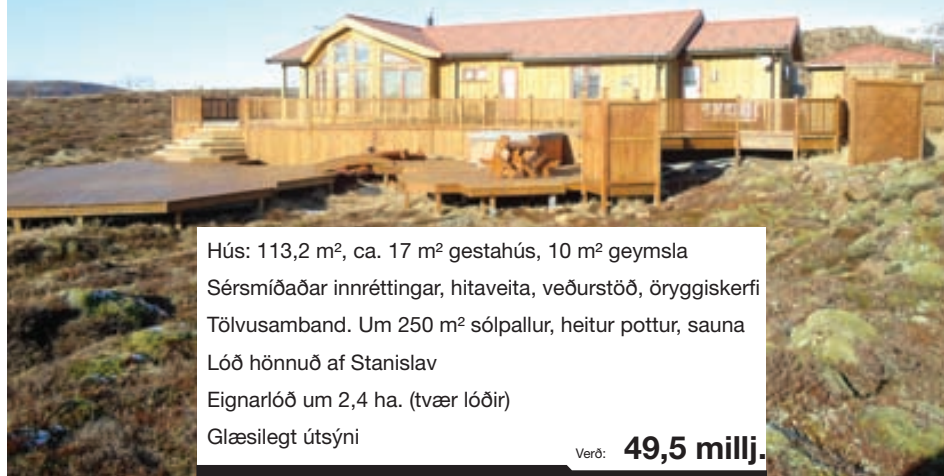 Hús: 113,2 m², ca. 17 m² gestahús, 10 m² geymsla
Sérsmíðaðar innréttingar, hitaveita, veðurstöð, öryggiskerfi
Tölvusamband. Um 250 m² sólpallur, heitur pottur, sauna
Lóð hönnuð af Stanislav
Eignarlóð um 2,4 ha. (tvær lóðir)
Glæsilegt útsýni
Verð: 49,5 millj.